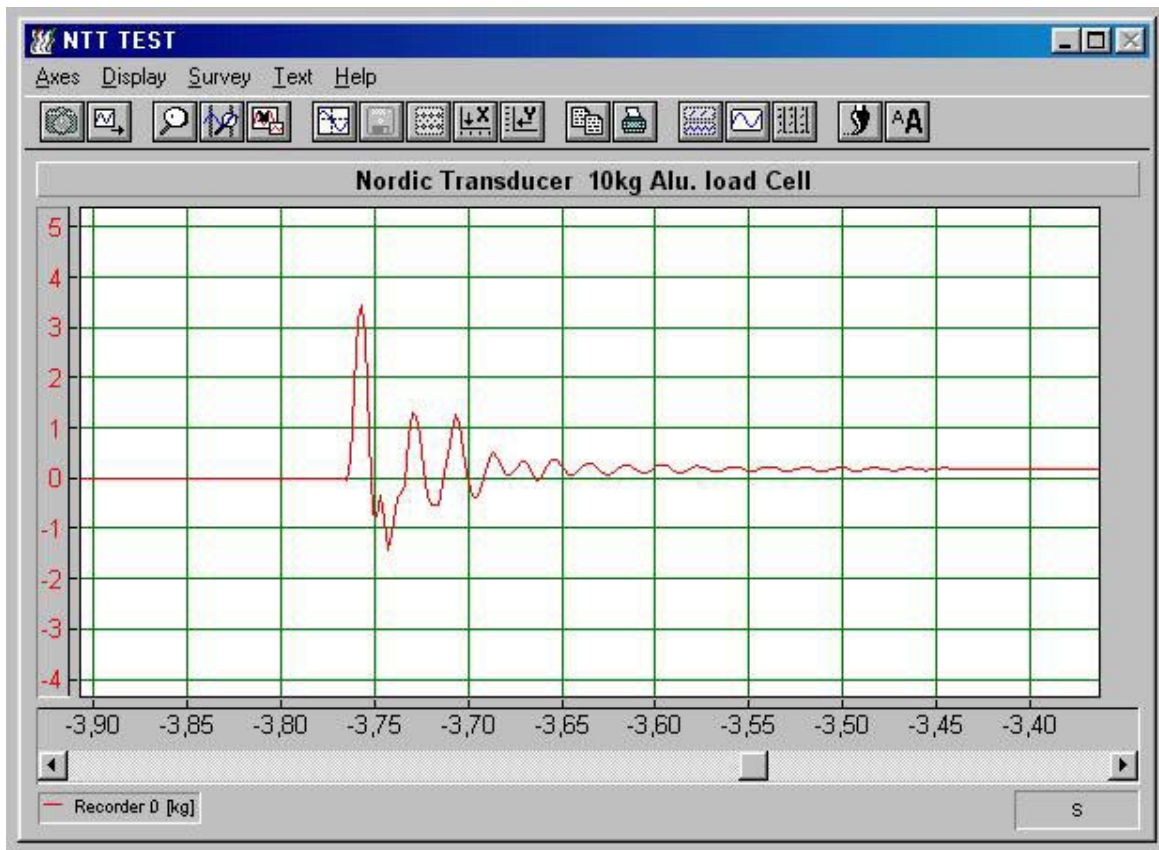 NTT TEST
Axes Display Survey Text Help
X Y AA
Nordic Transducer 10kg Alu. load Cell
5
4
3
2
1
0
-1
-2
-3
-4
-3,90 -3,85 -3,80 -3,75 -3,70 -3,65 -3,60 -3,55 -3,50 -3,45 -3,40
Recorder 0 [kg] S